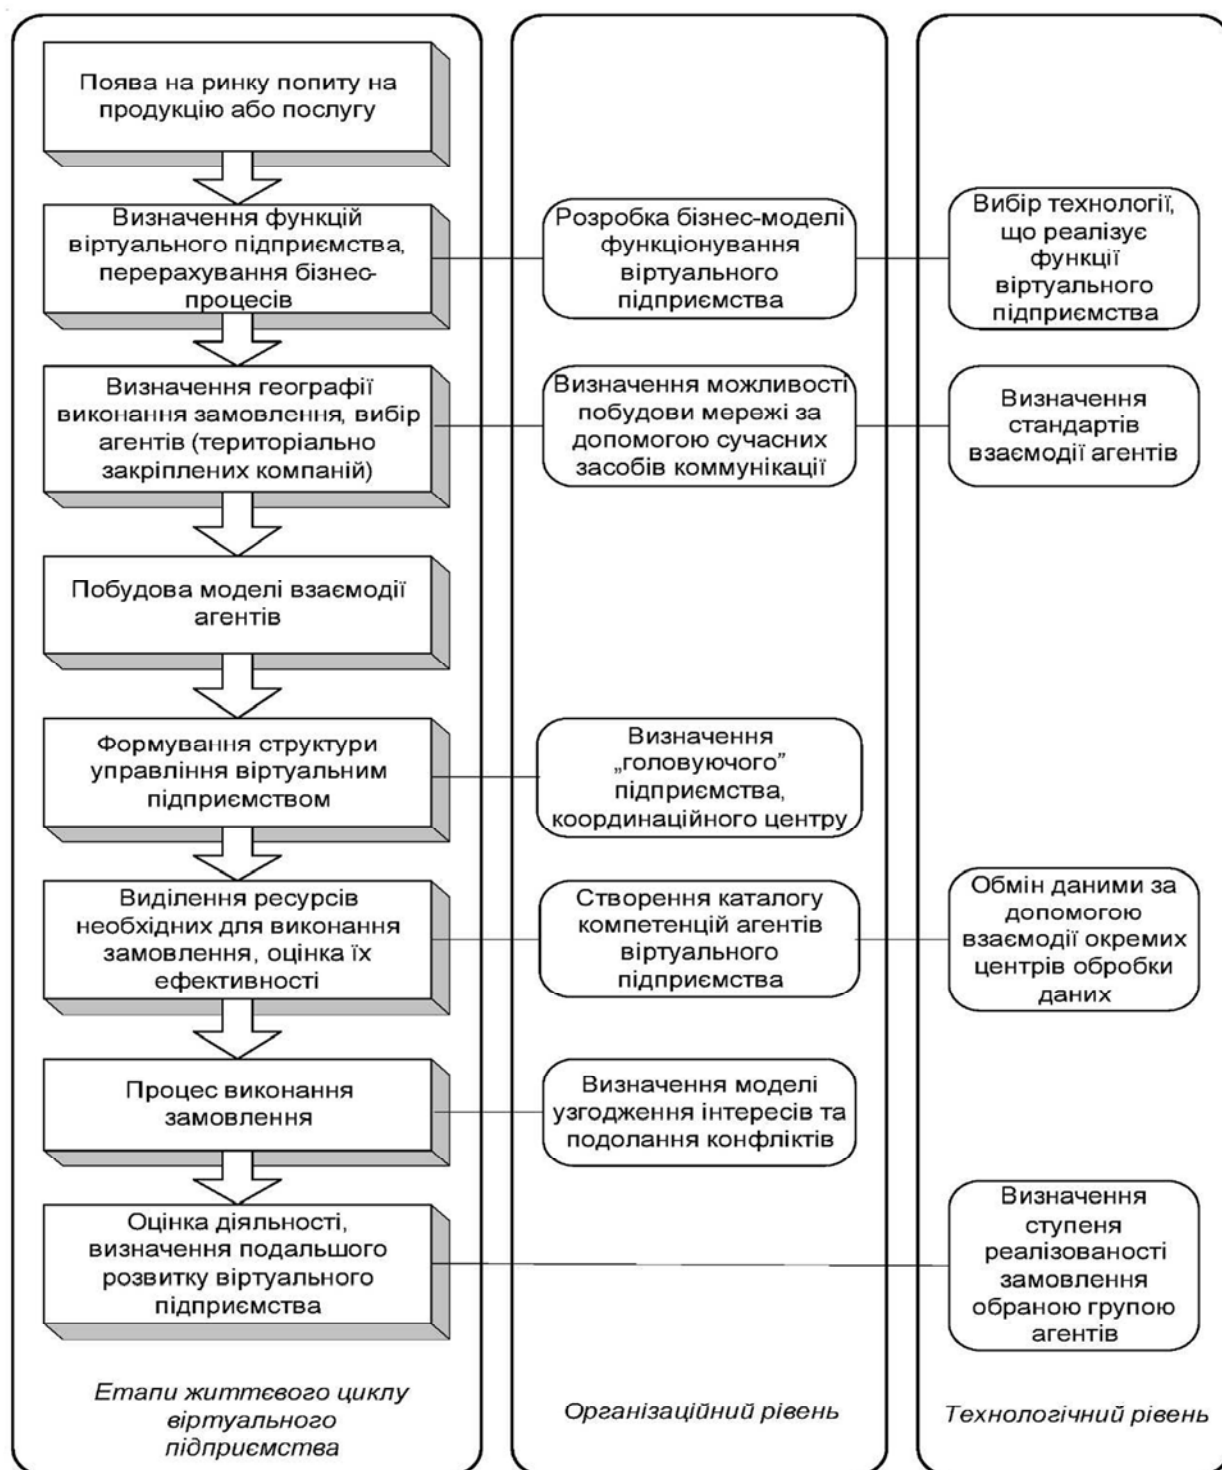 Поява на ринку попиту на
продукцію або послугу
Визначення функцій
віртуального підприємства,
перерахування бізнес-
процесів
Розробка бізнес-моделі
функціонування
віртуального
підприємства
Вибір технології,
що реалізує
функції
віртуального
підприємства
Визначення географії
виконання замовлення, вибір
агентів (територіально
закріплених компаній)
Визначення можливості
побудови мережі за
допомогою сучасних
засобів коммунікації
Визначення
стандартів
взаємодії агентів
Побудова моделі взаємодії
агентів
Формування структури
управління віртуальним
підприємством
Визначення
„головуючого”
підприємства,
координаційного центру
Виділення ресурсів
необхідних для виконання
замовлення, оцінка їх
ефективності
Створення каталогу
компетенцій агентів
віртуального
підприємства
Обмін даними за
допомогою
взаємодії окремих
центрів обробки
даних
Процес виконання
замовлення
Визначення моделі
узгодження інтересів та
подолання конфліктів
Оцінка діяльності,
визначення подальшого
розвитку віртуального
підприємства
Визначення
ступеня
реалізованості
замовлення
обраною групою
агентів
Етапи життєвого циклу
віртуального
підприємства
Організаційний рівень
Технологічний рівень